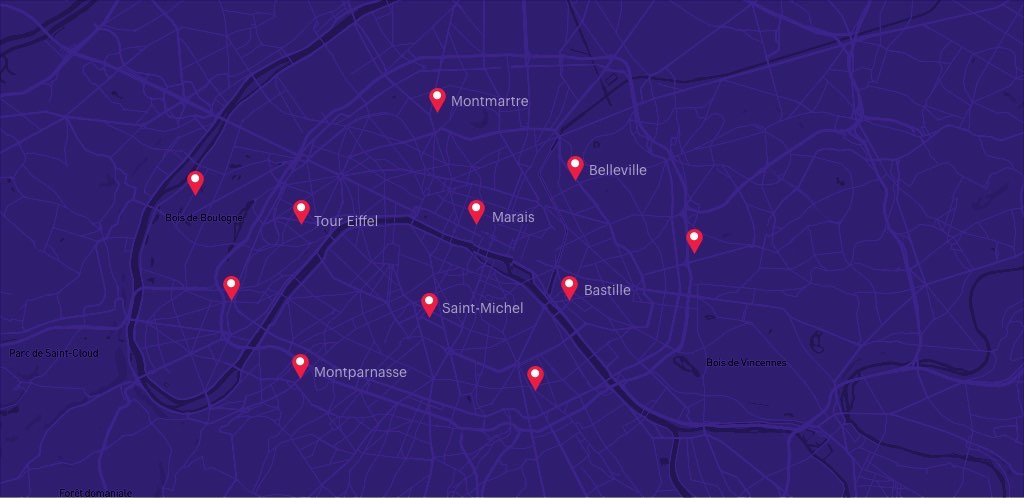 Montmartre
Belleville
Bois de Boulogne
Marais
Tour Eiffel
Bastille
Saint-Michel
Parc de Saint-Cloud
Bois de Vincennes
Montparnasse
Forêt domaniale